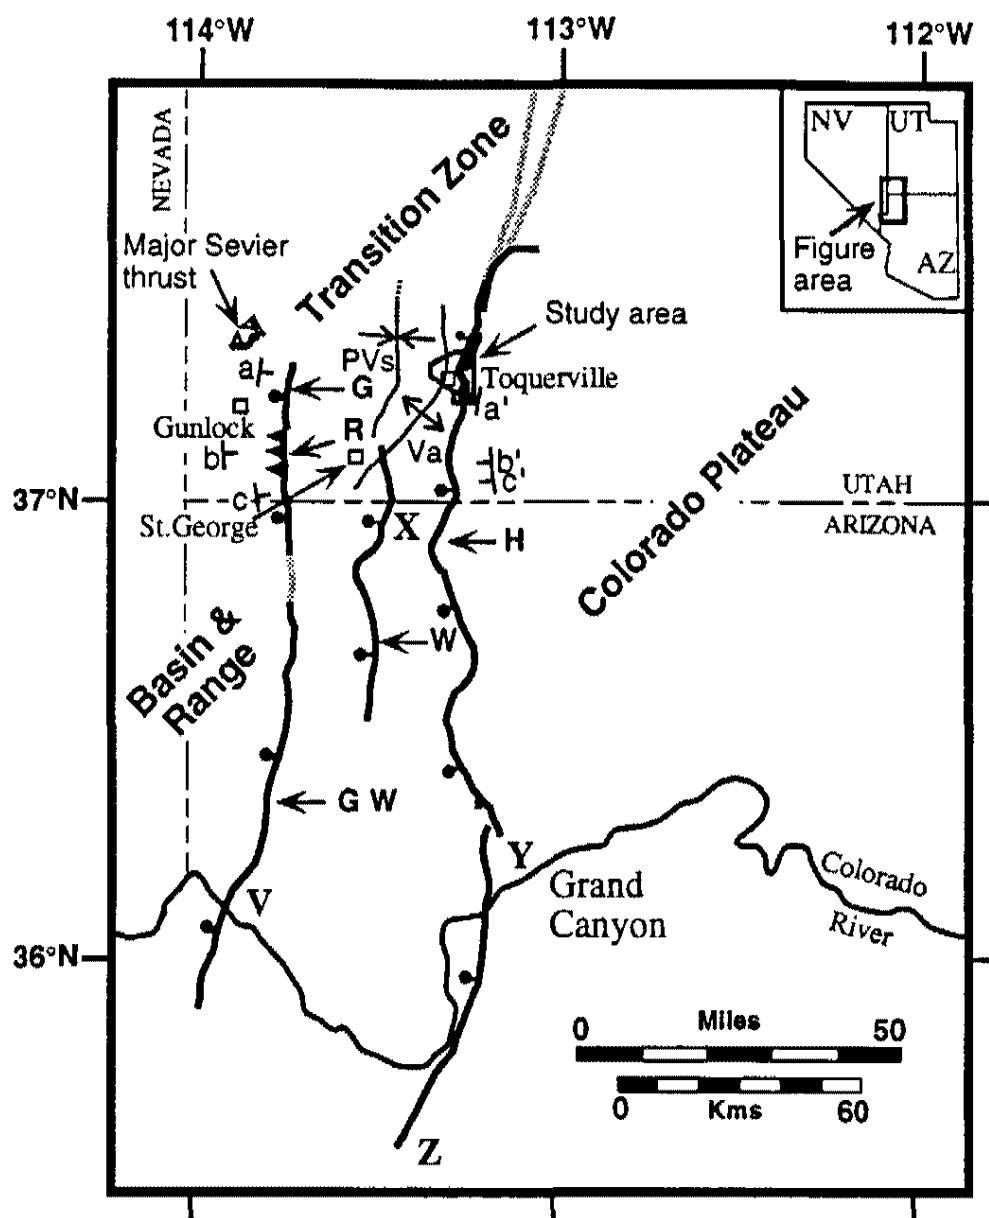 114°W
113°W
112°W
NEVADA
Transition Zone
NV
UT
Figure
area
AZ
Major Sevier
thrust
Study area
PVs
a
G
Toquerville
a'
Gunlock
R
Va
b
b'
c
c'
37°N
UTAH
St.George
X
ARIZONA
H
Colorado Plateau
W
Basin &
Range
G W
Y
V
Grand
Canyon
Colorado
River
36°N
0
Miles
50
0
Kms
60
Z